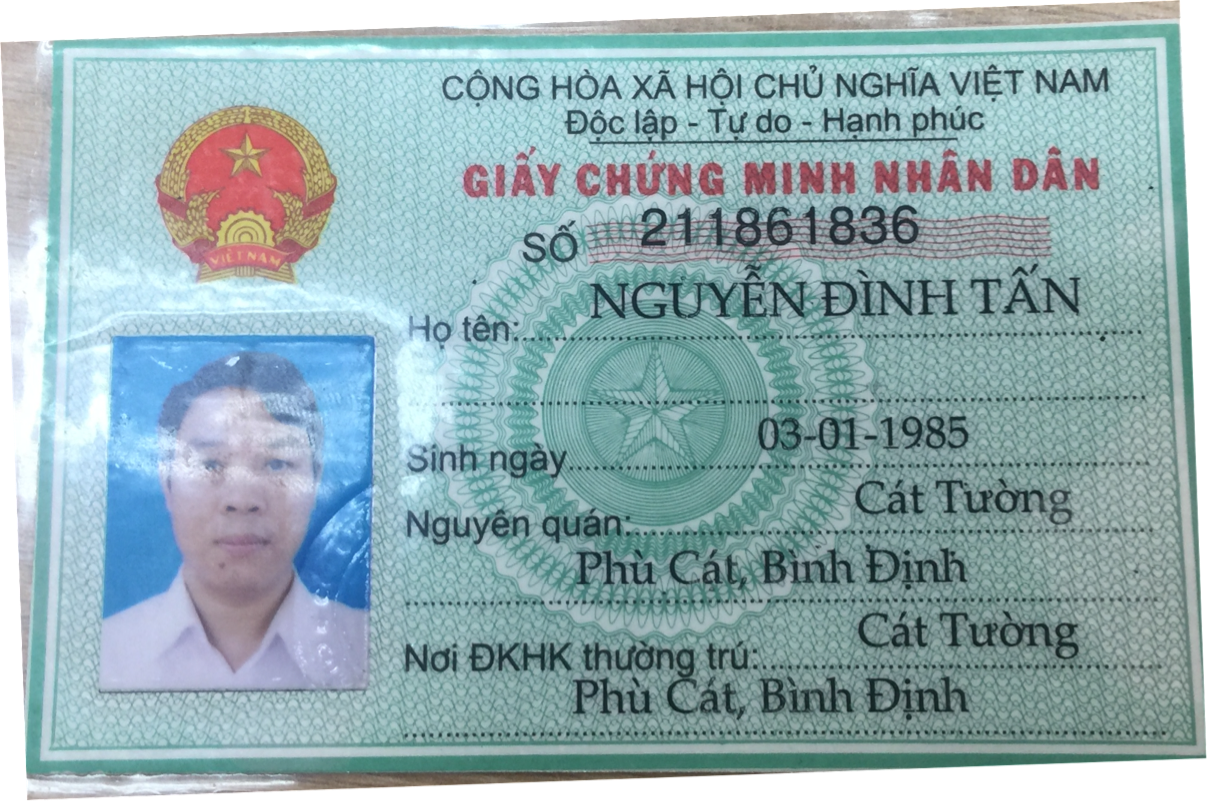 CỘNG HÒA XÃ HỘI CHỦ NGHĨA VIỆT NAM
Độc lập - Tự do - Hạnh phúc
GIẤY CHỨNG MINH NHÂN DÂN
SỐ 211861836
VIỆT NAM
Họ tên: NGUYỄN ĐÌNH TẤN
Sinh ngày 03-01-1985
Nguyên quán: Cát Tường
Phù Cát, Bình Định
Nơi ĐKHK thường trú: Cát Tường
Phù Cát, Bình Định